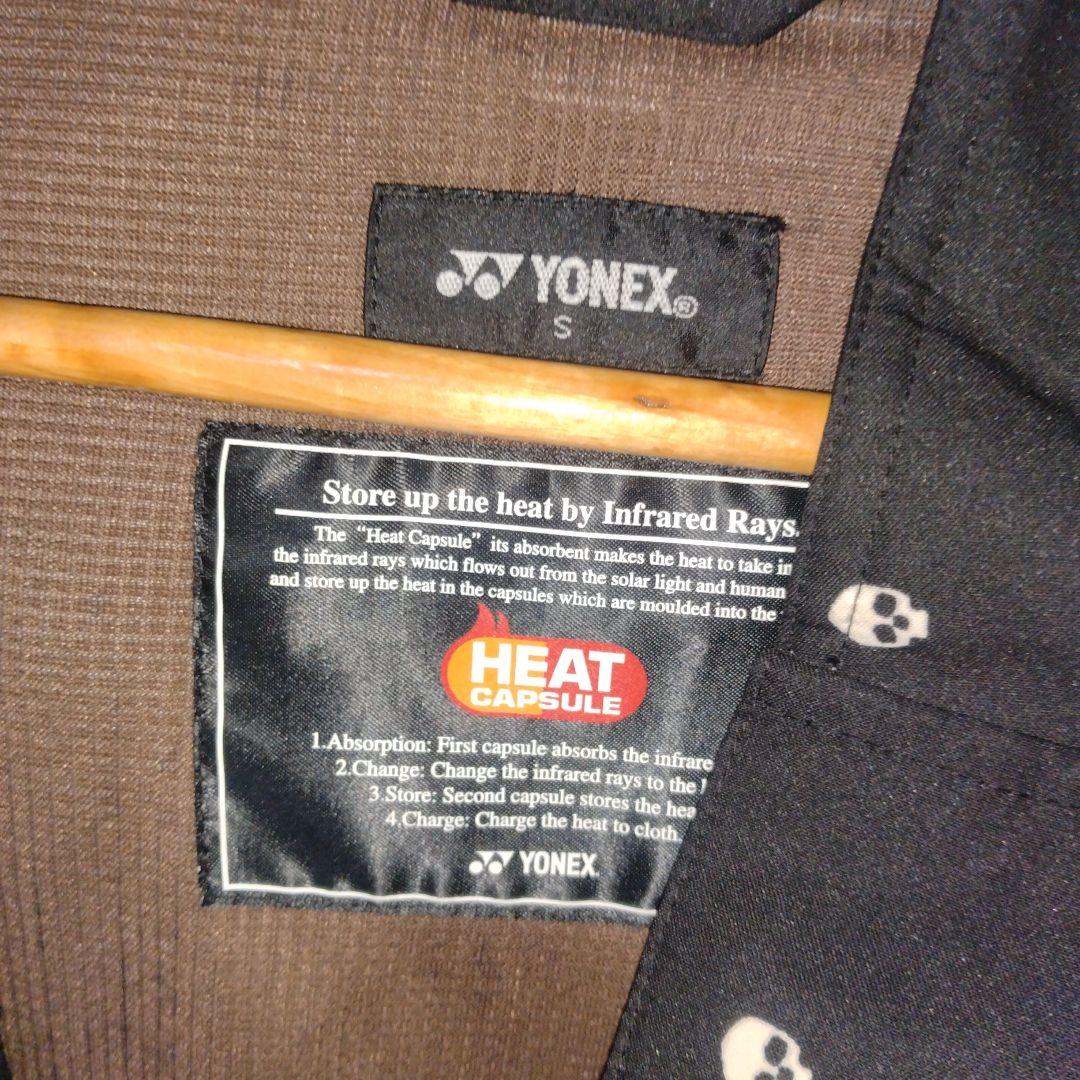 YONEX®
S
Store up the heat by Infrared Rays.
The “Heat Capsule” its absorbent makes the heat to take in
the infrared rays which flows out from the solar light and human
and store up the heat in the capsules which are moulded into the
HEAT
CAPSULE
1.Absorption: First capsule absorbs the
2.Change: Change the infrared rays to the
3.Store: Second capsule stores the
4.Charge: Charge the heat to cloth.
YONEX